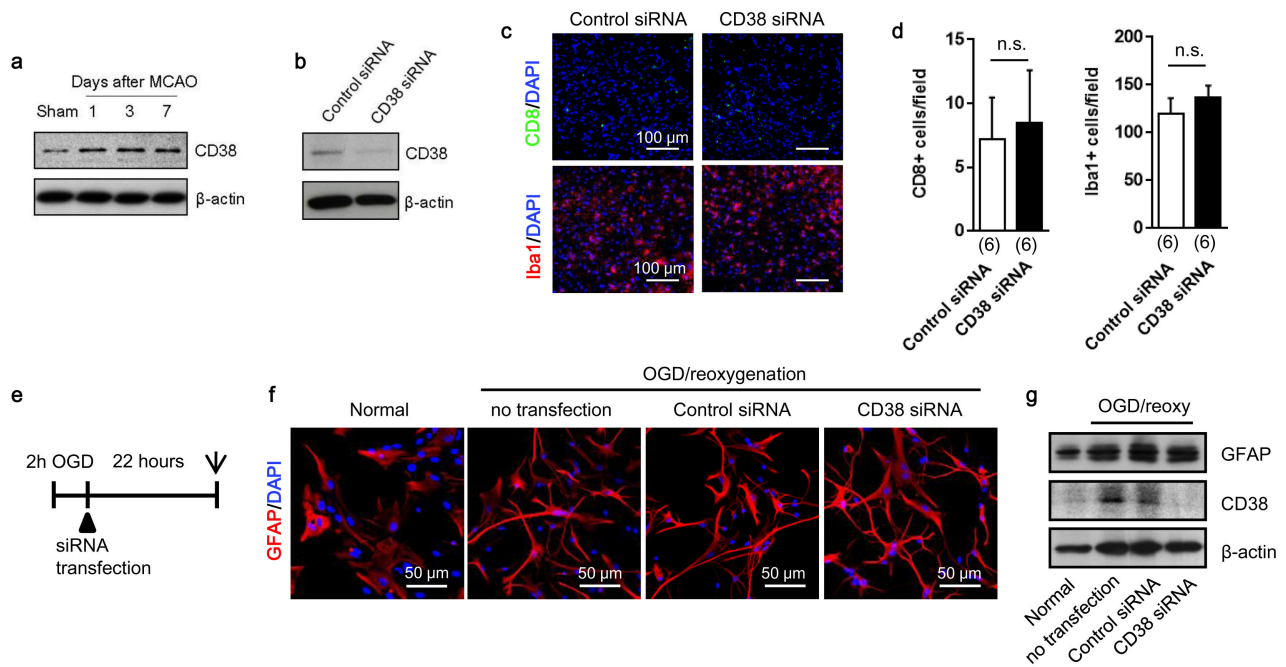 a
Days after MCAO
Sham 1 3 7
CD38
β-actin
b
Control siRNA
CD38 siRNA
CD38
β-actin
c
Control siRNA CD38 siRNA
CD8/DAPI
100 µm
Iba1/DAPI
100 µm
d
CD8+ cells/field
15
10
5
0
n.s.
(6) (6)
Control siRNA
CD38 siRNA
Iba1+ cells/field
200
150
100
50
0
n.s.
(6) (6)
Control siRNA
CD38 siRNA
e
2h OGD 22 hours
siRNA
transfection
f
OGD/reoxygenation
Normal no transfection Control siRNA CD38 siRNA
GFAP/DAPI
50 µm 50 µm 50 µm 50 µm
g
OGD/reoxy
GFAP
CD38
β-actin
Normal
no transfection
Control siRNA
CD38 siRNA